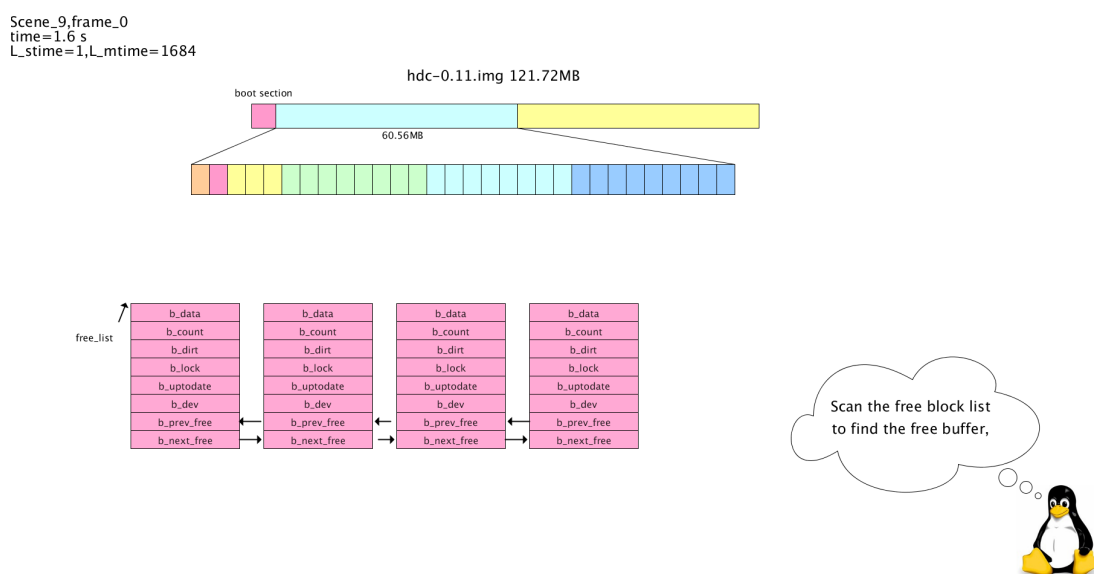 Scene_9,frame_0
time=1.6 s
L_stime=1,L_mtime=1684
hdc-0.11.img 121.72MB
boot section
60.56MB
free_list
b_data b_data b_data b_data
b_count b_count b_count b_count
b_dirt b_dirt b_dirt b_dirt
b_lock b_lock b_lock b_lock
b_uptodate b_uptodate b_uptodate b_uptodate
b_dev b_dev b_dev b_dev
b_prev_free b_prev_free b_prev_free b_prev_free
b_next_free b_next_free b_next_free b_next_free
Scan the free block list
to find the free buffer,